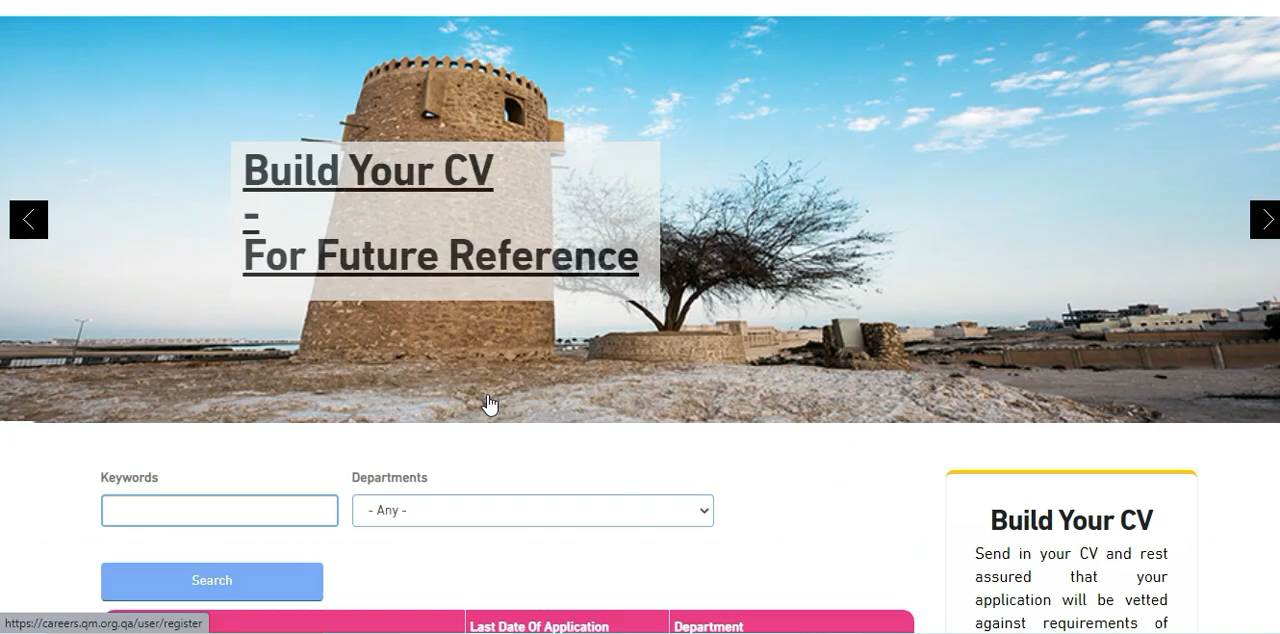 Build Your CV
-
For Future Reference
Keywords
Departments
- Any -
Search
Build Your CV
Send in your CV and rest
assured that your
application will be vetted
against requirements of
https://careers.qm.org.qa/user/register
Last Date Of Application
Department